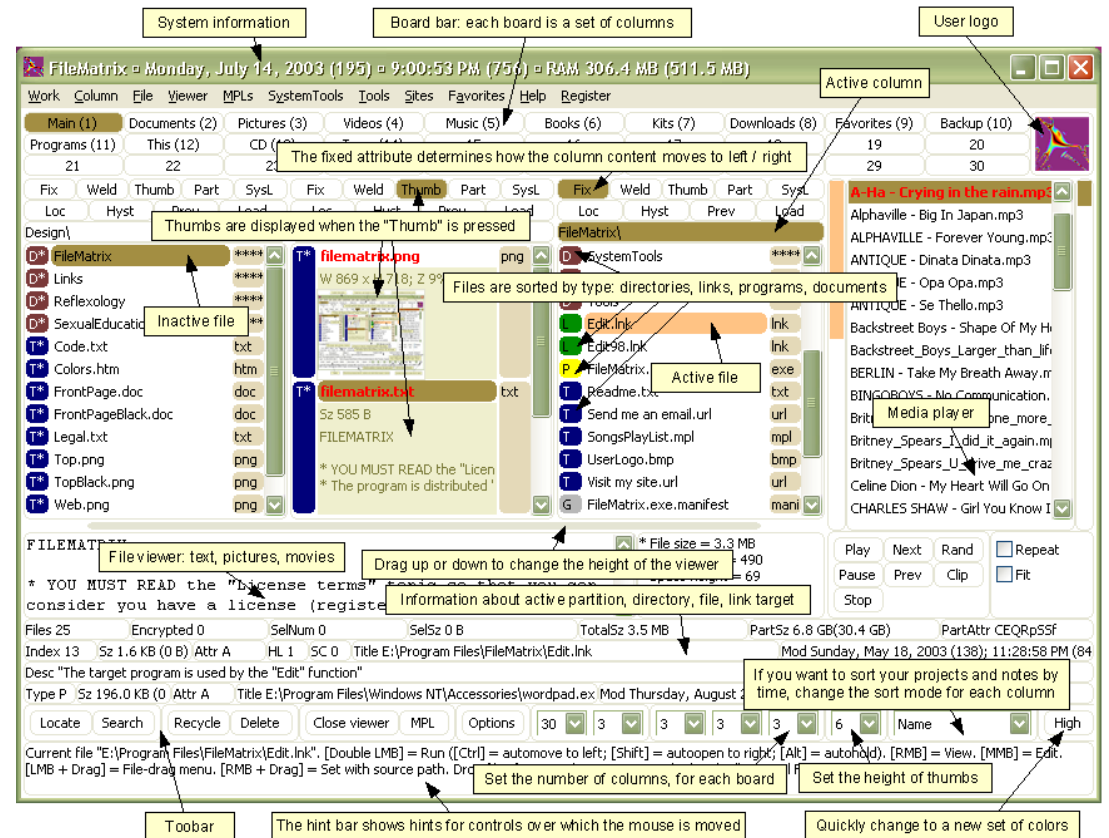 System information
Board bar: each board is a set of columns
User logo
FileMatrix ¤ Monday, July 14, 2003 (195) ¤ 9:00:53 PM (756) ¤ RAM 306.4 MB (511.5 MB)
Active column
Work Column File Viewer MPLs SystemTools Tools Sites Favorites Help Register
Main (1) Documents (2) Pictures (3) Videos (4) Music (5) Books (6) Kits (7) Downloads (8) Favorites (9) Backup (10)
Programs (11) This (12) CD 19 20
The fixed attribute determines how the column content moves to left / right
21 22 29 30
Fix Weld Thumb Part SysL Fix Weld Thumb Part SysL Fix Weld Thumb Part SysL
Loc Hyst Prev Load Loc Hyst Prev Load
Thumbs are displayed when the "Thumb" is pressed
Design\
FileMatrix\
FileMatrix ****
Links ****
Reflexology ****
Inactive file
Code.txt txt
Colors.htm htm
FrontPage.doc doc
FrontPageBlack.doc doc
Legal.txt txt
Top.png png
TopBlack.png png
Web.png png
filematrix.png png
W 869 x H 718; Z 99
filematrix.txt txt
Sz 585 B
FILEMATRIX
* YOU MUST READ the "Licen
* The program is distributed '
D SystemTools ****
Files are sorted by type: directories, links, programs, documents
Tools
L Edit.lnk lnk
L Edit98.lnk lnk
P FileMatrix. exe
Active file
T Readme.txt txt
T Send me an email.url url
T SongsPlayList.mpl mpl
T UserLogo.bmp bmp
T Visit my site.url url
G FileMatrix.exe.manifest mani
A-Ha - Crying in the rain.mp3
Alphaville - Big In Japan.mp3
ALPHAVILLE - Forever Young.mp3
ANTIQUE - Dinata Dinata.mp3
Opa Opa.mp3
ANTIQUE - Se Thello.mp3
Backstreet Boys - Shape Of My H
Backstreet_Boys_Larger_than_life
BERLIN - Take My Breath Away.m
BINGOBOYS - No Communication.
Media player
one_more_
Britney_Spears_I_did_it_again.mp
Britney_Spears_U_drive_me_craz
Celine Dion - My Heart Will Go On
CHARLES SHAW - Girl You Know I
FILEMATRIX
File viewer: text, pictures, movies
* YOU MUST READ the "License terms" topic so that you can
consider you have a license
* File size = 3.3 MB
Drag up or down to change the height of the viewer
= 490
= 69
Information about active partition, directory, file, link target
Play Next Rand Repeat
Pause Prev Clip Fit
Stop
Files 25 Encrypted 0 SelNum 0 SelSz 0 B TotalSz 3.5 MB PartSz 6.8 GB(30.4 GB) PartAttr CEQRpSSf
Index 13 Sz 1.6 KB (0 B) Attr A HL 1 SC 0 Title E:\Program Files\FileMatrix\Edit.lnk Mod Sunday, May 18, 2003 (138); 11:28:58 PM (84
Desc "The target program is used by the "Edit" function"
If you want to sort your projects and notes by
time, change the sort mode for each column
Type P Sz 196.0 KB (0 Attr A Title E:\Program Files\Windows NT\Accessories\wordpad.ex Mod Thursday, August 2
Locate Search Recycle Delete Close viewer MPL Options 30 3 3 3 3 6 Name High
Current file "E:\Program Files\FileMatrix\Edit.lnk". [Double LMB] = Run ([Ctrl] = automove to left; [Shift] = autoopen to right; [Alt] = autohold). [RMB] = View. [MMB] = Edit.
[LMB + Drag] = File-drag menu. [RMB + Drag] = Set with source path.
Set the number of columns, for each board
Set the height of thumbs
Toobar
The hint bar shows hints for controls over which the mouse is moved
Quickly change to a new set of colors